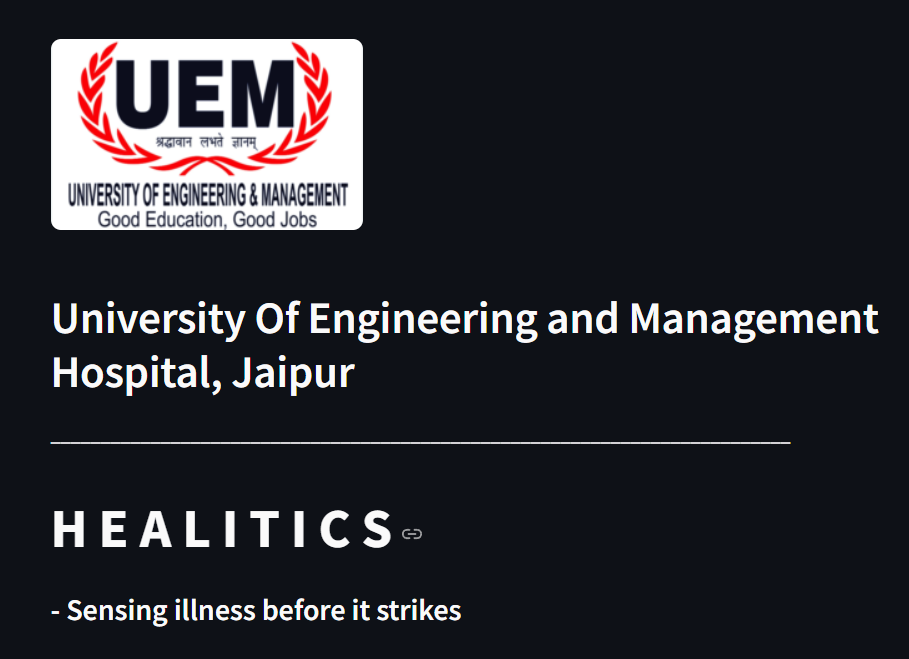 UEM
श्रद्धावान लभते ज्ञानम्
UNIVERSITY OF ENGINEERING & MANAGEMENT
Good Education, Good Jobs
University Of Engineering and Management
Hospital, Jaipur
H E A L I T I C S
- Sensing illness before it strikes